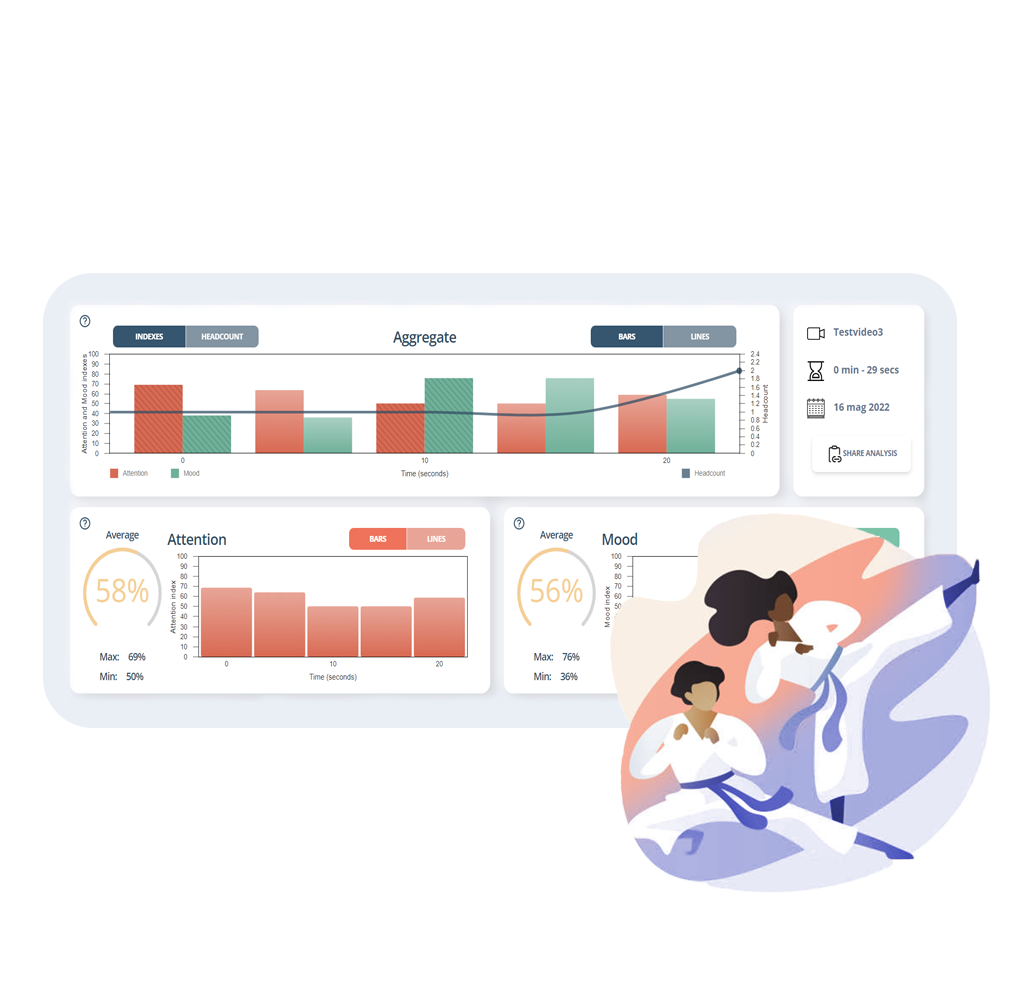 ?
INDEXES HEADCOUNT
Aggregate
BARS LINES
Attention and Mood indexes
100
90
80
70
60
50
40
30
20
10
0
2.4
2.2
2
1.8
1.6
1.4
1.2
1
0.8
0.6
0.4
0.2
0
Headcount
0 10 20
Attention Mood
Time (seconds)
Headcount
Testvideo3
0 min - 29 secs
16 mag 2022
SHARE ANALYSIS
?
Average
58%
Max: 69%
Min: 50%
Attention
BARS LINES
Attention index
100
90
80
70
60
50
40
30
20
10
0
0 10 20
Time (seconds)
?
Average
56%
Max: 76%
Min: 36%
Mood
Mood index
100
90
80
70
60
50